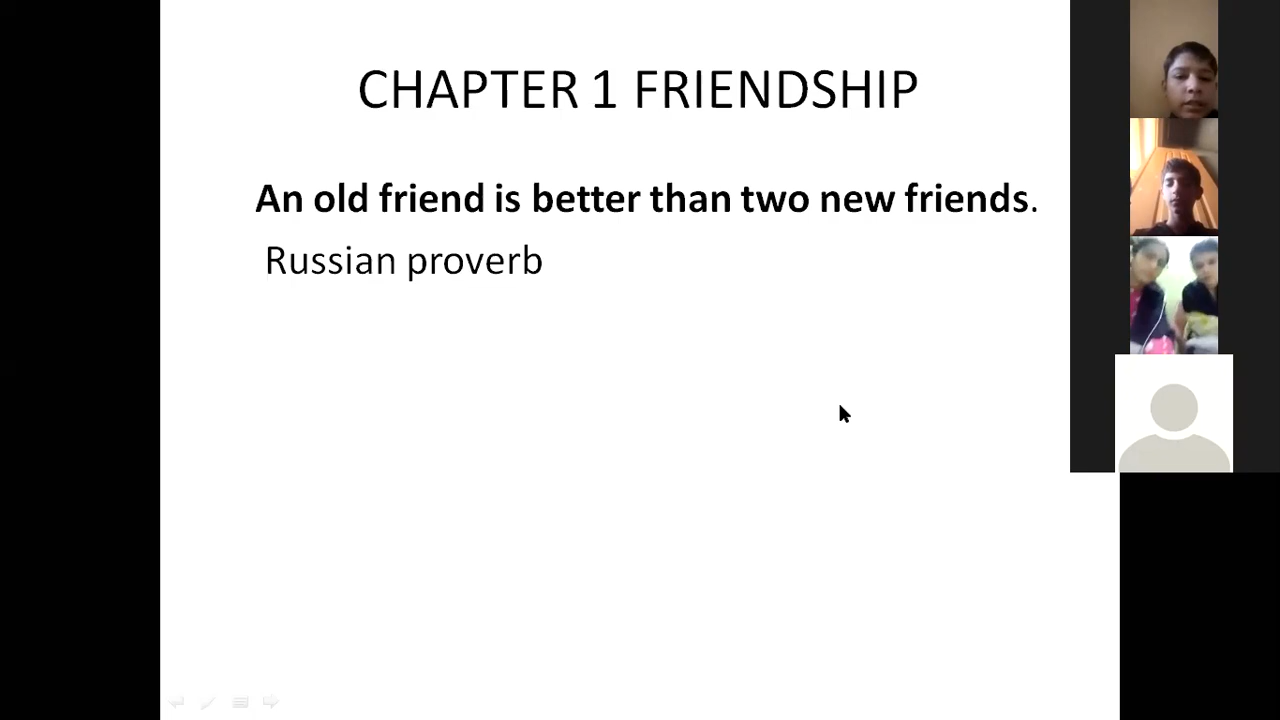 CHAPTER 1 FRIENDSHIP
An old friend is better than two new friends.
Russian proverb